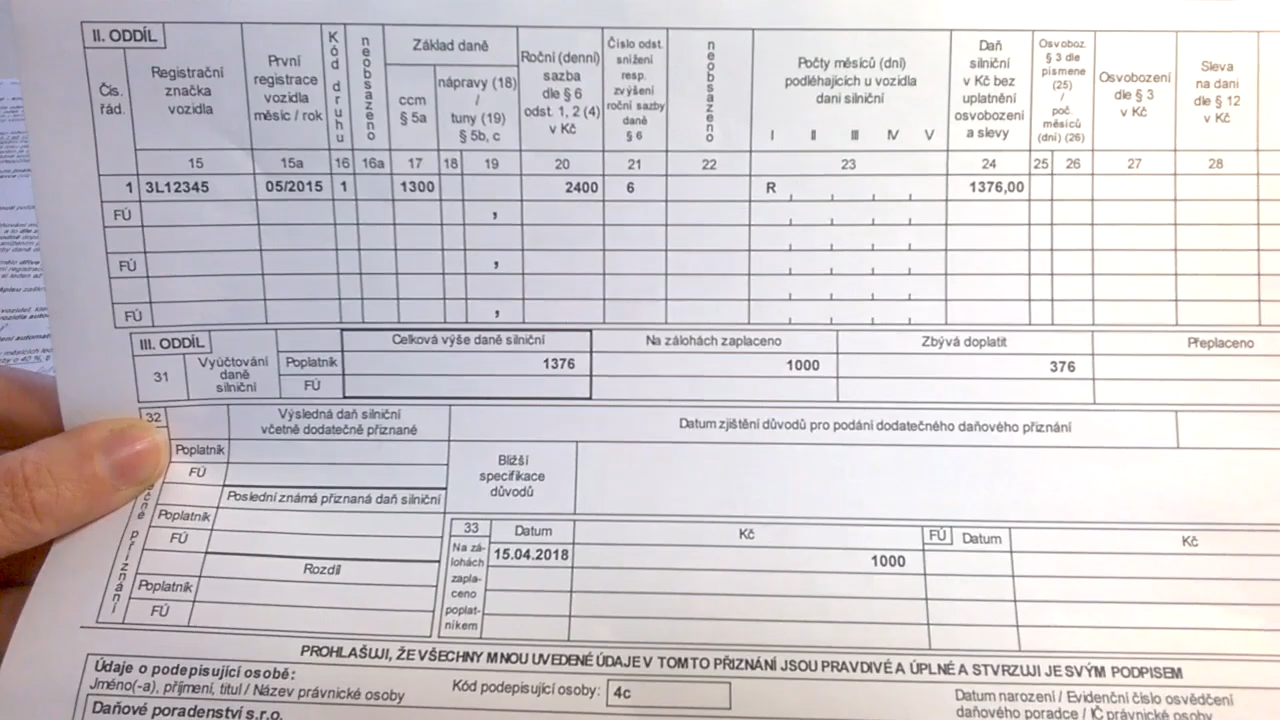 II. ODDÍL
Čís. řád.
Registrační značka vozidla
První registrace vozidla měsíc / rok
Kód druhu
neobsazeno
Základ daně
ccm § 5a
nápravy (18) / tuny (19) § 5b, c
Roční (denní) sazba dle § 6 odst. 1, 2 (4) v Kč
Číslo odst. snížení resp. zvýšení roční sazby daně § 6
neobsazeno
Počty měsíců (dní) podléhajících u vozidla dani silniční
I II III IV V
Daň silniční v Kč bez uplatnění osvobození a slevy
Osvoboz. § 3 dle písmene (25) / poč. měsíců (dní) (26)
Osvobození dle § 3 v Kč
Sleva na dani dle § 12 v Kč
15 15a 16 16a 17 18 19 20 21 22 23 24 25 26 27 28
1 3L12345 05/2015 1 1300 2400 6 R 1376,00
FÚ ,
FÚ ,
FÚ ,
III. ODDÍL
Celková výše daně silniční
Na zálohách zaplaceno
Zbývá doplatit
Přeplaceno
31
Vyúčtování daně silniční
Poplatník 1376 1000 376
FÚ
32
Výsledná daň silniční
včetně dodatečně přiznané
Datum zjištění důvodů pro podání dodatečného daňového přiznání
Poplatník
FÚ
Bližší
specifikace
důvodů
Poslední známá přiznaná daň silniční
Poplatník
FÚ
přiznání
Rozdíl
Poplatník
FÚ
33 Datum Kč FÚ Datum Kč
Na zá-
lohách
zapla-
ceno
poplat-
níkem
15.04.2018 1000
PROHLAŠUJI, ŽE VŠECHNY MNOU UVEDENÉ ÚDAJE V TOMTO PŘIZNÁNÍ JSOU PRAVDIVÉ A ÚPLNÉ A STVRZUJI JE SVÝM PODPISEM
Údaje o podepisující osobě:
Jméno(-a), příjmení, titul / Název právnické osoby
Kód podepisující osoby: 4c
Datum narození / Evidenční číslo osvědčení
daňového poradce / IČ právnické osoby
Daňové poradenství s.r.o.